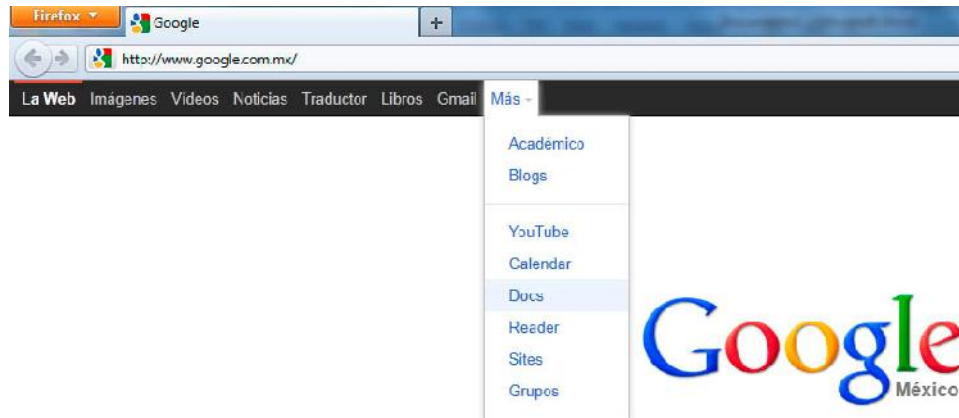 Firefox
Google
http://www.google.com.mx/
La Web Imágenes Videos Noticias Traductor Libros Gmail Más
Académico
Blogs
YouTube
Calendar
Docs
Reader
Sites
Grupos
Google
México